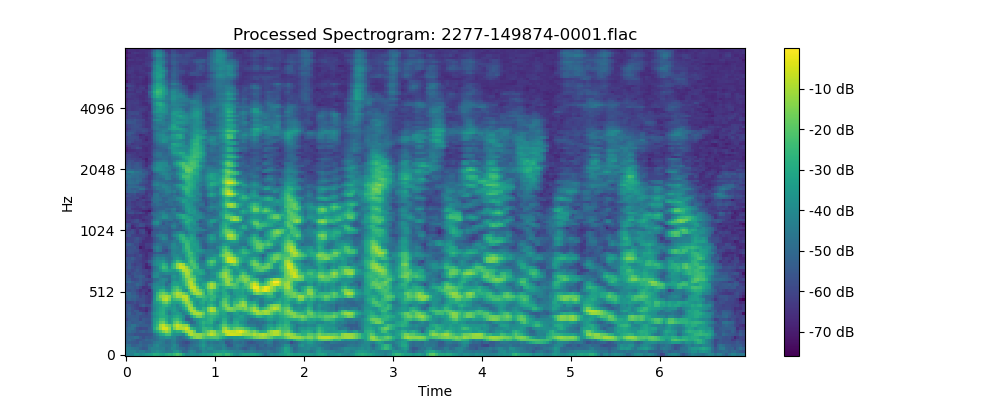 Processed Spectrogram: 2277-149874-0001.flac
Hz
4096
2048
1024
512
0
0 1 2 3 4 5 6
Time
-10 dB
-20 dB
-30 dB
-40 dB
-50 dB
-60 dB
-70 dB